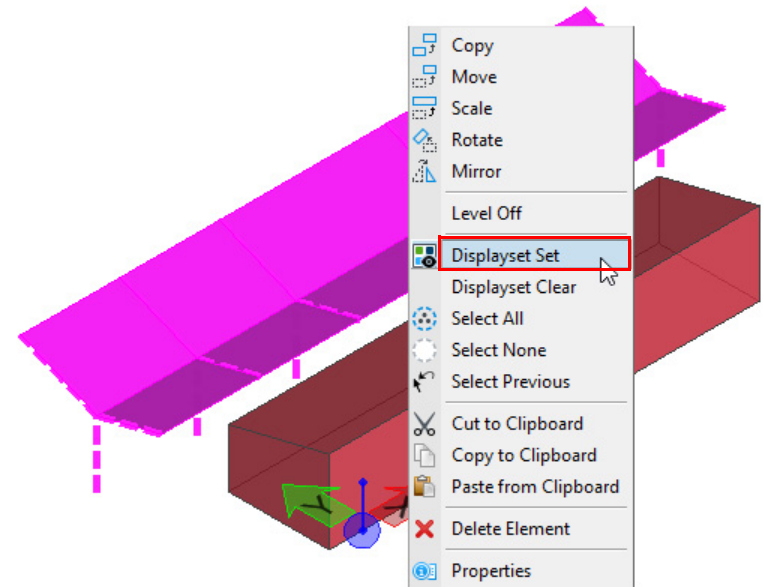 Copy
Move
Scale
Rotate
Mirror
Level Off
Displayset Set
Displayset Clear
Select All
Select None
Select Previous
Cut to Clipboard
Copy to Clipboard
Paste from Clipboard
Delete Element
Properties
Y
X